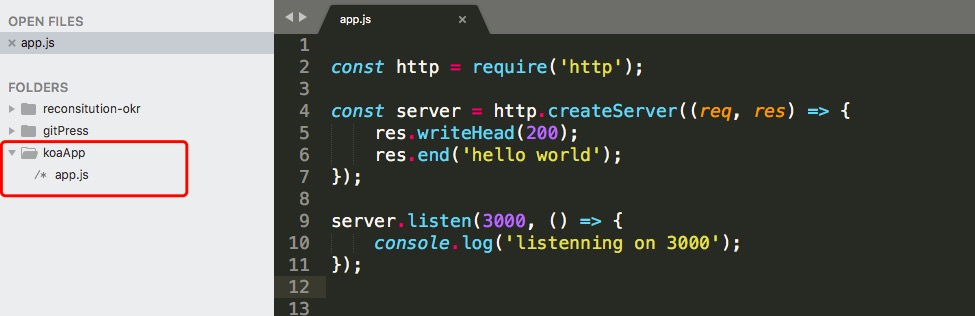 OPEN FILES
× app.js
FOLDERS
reconsitution-okr
gitPress
koaApp
/* app.js
app.js ×
1
2 const http = require('http');
3
4 const server = http.createServer((req, res) => {
5     res.writeHead(200);
6     res.end('hello world');
7 });
8
9 server.listen(3000, () => {
10     console.log('listenning on 3000');
11 });
12
13